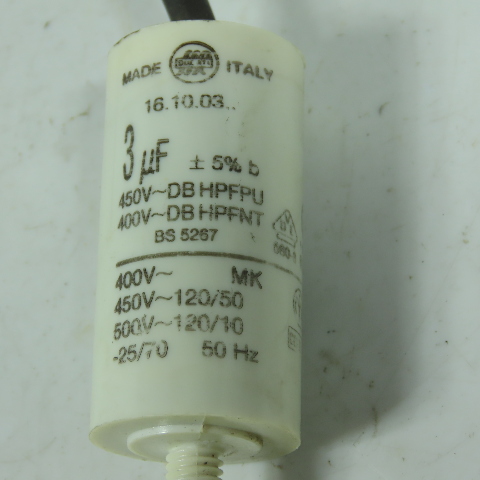 MADE ITALY
16.10.03..
3 µF ± 5% b
450V~DB HPFPU
400V~DB HPFNT
BS 5267
400V~ MK
450V~120/50
500V~120/10
-25/70 50 Hz